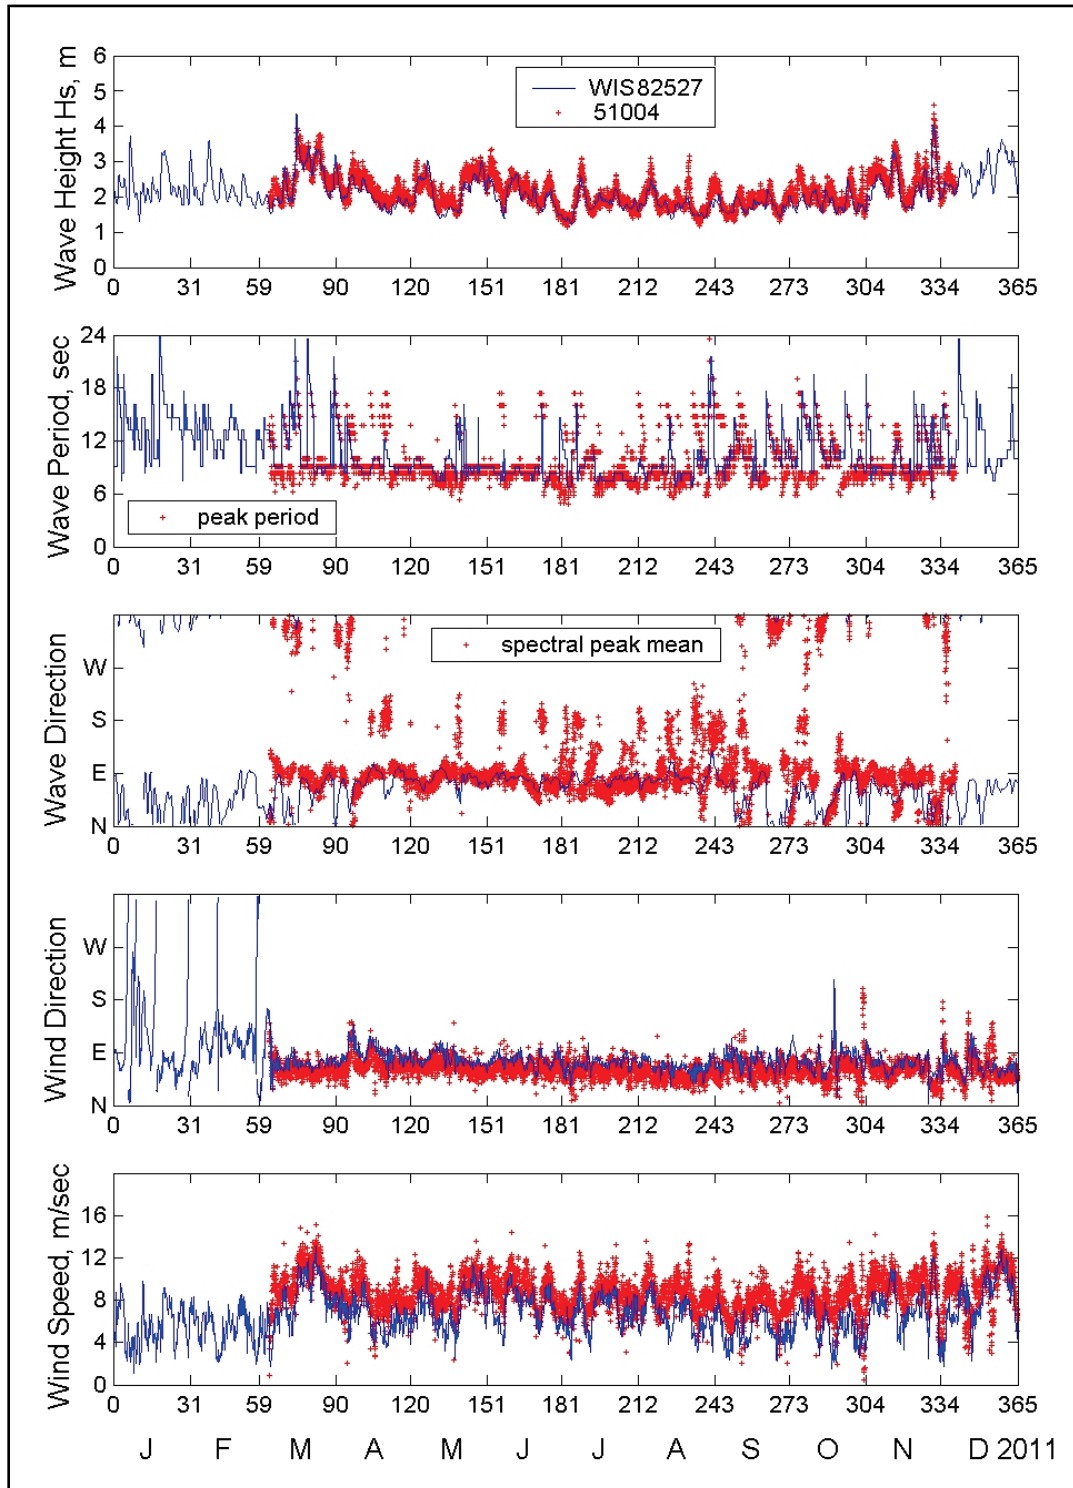 Wave Height Hs, m
6
5
4
3
2
1
0
WIS82527
51004
0 31 59 90 120 151 181 212 243 273 304 334 365
Wave Period, sec
24
18
12
6
0
peak period
0 31 59 90 120 151 181 212 243 273 304 334 365
Wave Direction
W
S
E
N
spectral peak mean
0 31 59 90 120 151 181 212 243 273 304 334 365
Wind Direction
W
S
E
N
0 31 59 90 120 151 181 212 243 273 304 334 365
Wind Speed, m/sec
16
12
8
4
0
0 31 59 90 120 151 181 212 243 273 304 334 365
J F M A M J J A S O N D 2011